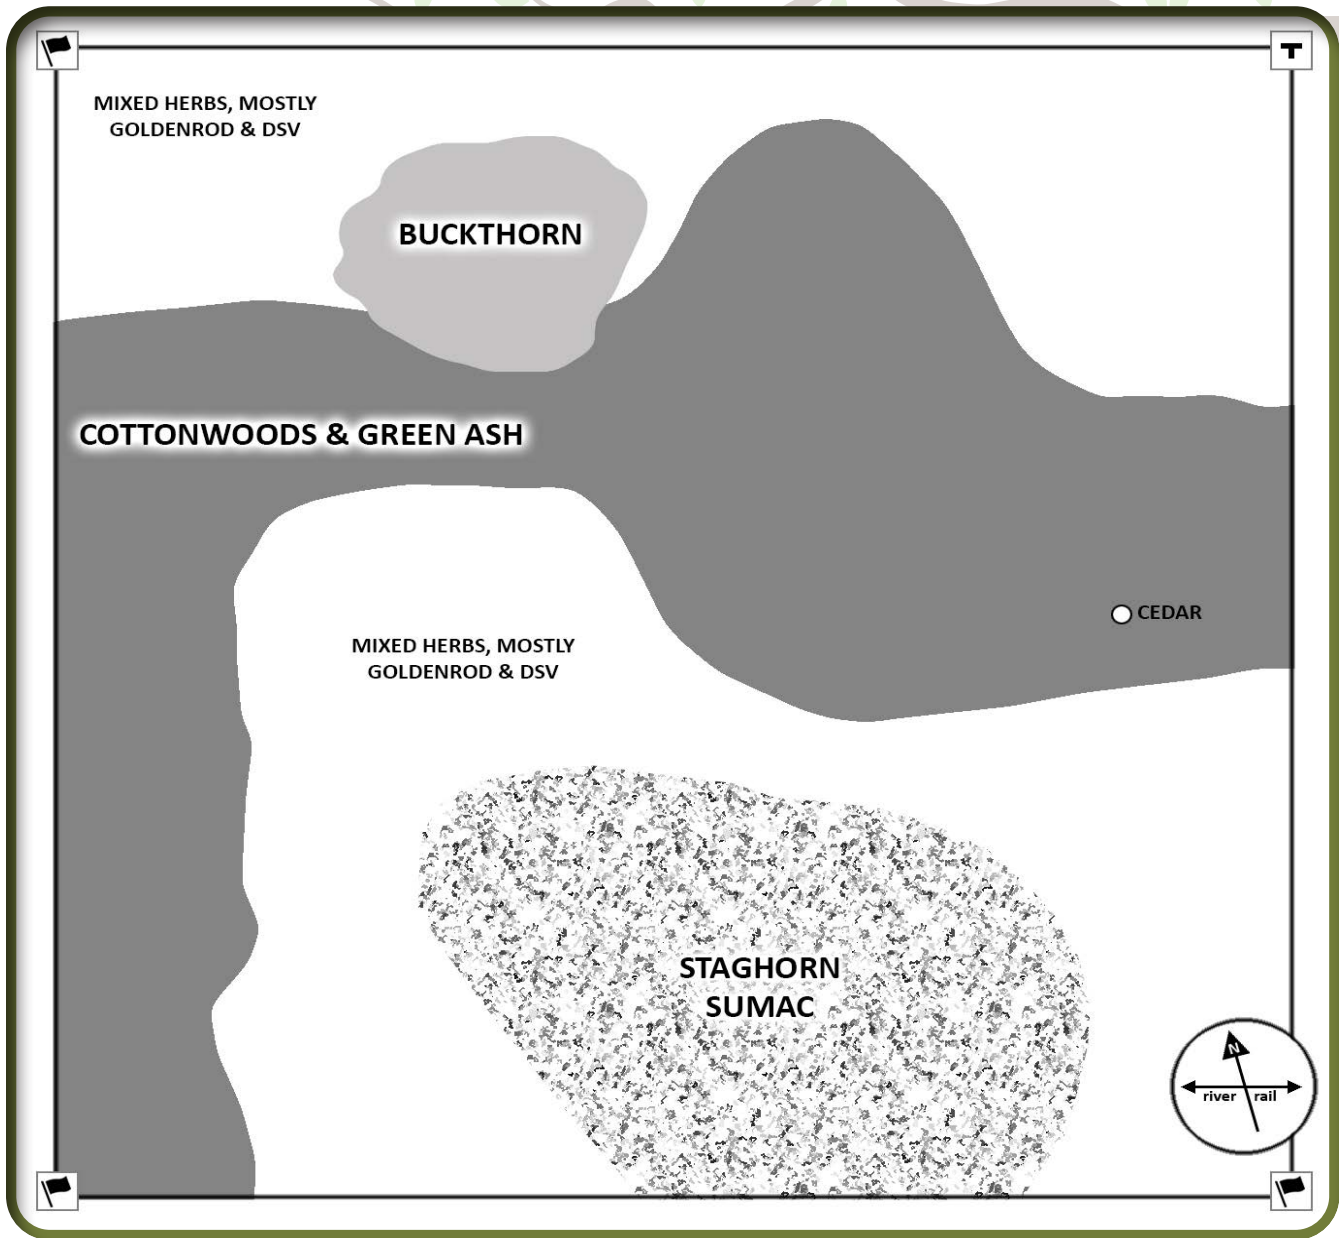 T
MIXED HERBS, MOSTLY
GOLDENROD & DSV
BUCKTHORN
COTTONWOODS & GREEN ASH
CEDAR
MIXED HERBS, MOSTLY
GOLDENROD & DSV
STAGHORN
SUMAC
N
river rail